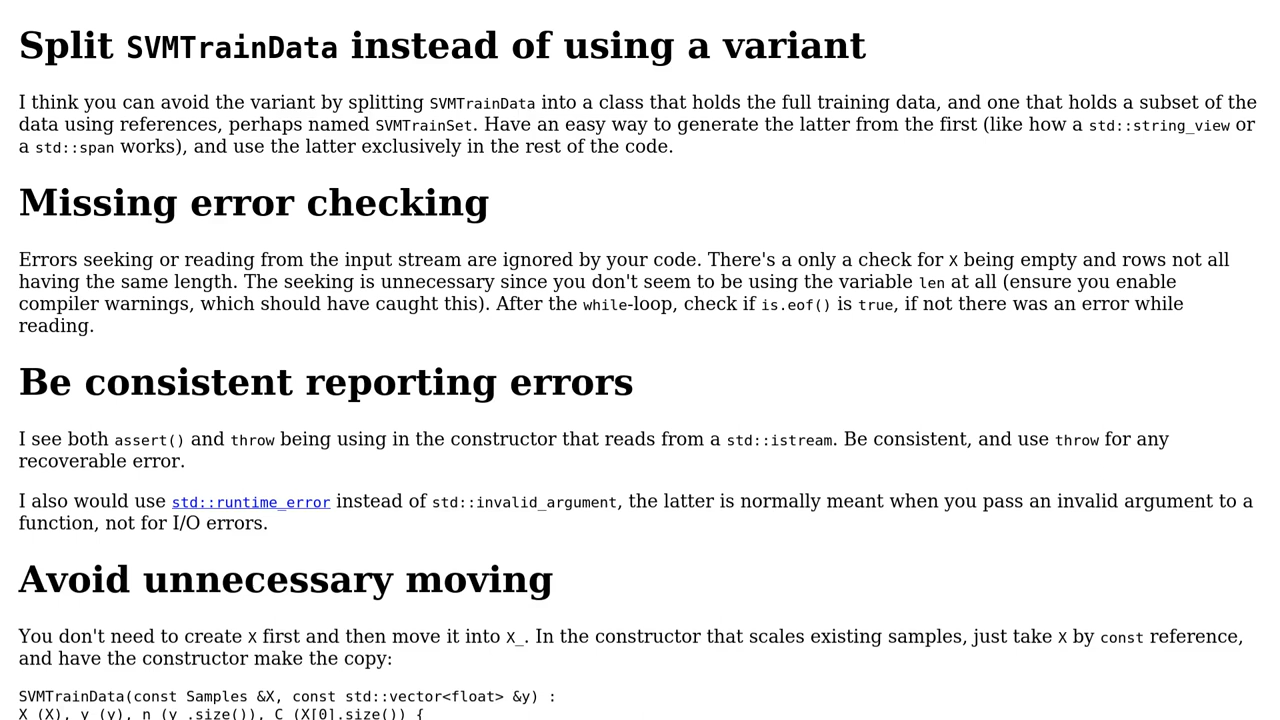 Split SVMTrainData instead of using a variant
I think you can avoid the variant by splitting SVMTrainData into a class that holds the full training data, and one that holds a subset of the
data using references, perhaps named SVMTrainSet. Have an easy way to generate the latter from the first (like how a std::string_view or
a std::span works), and use the latter exclusively in the rest of the code.
Missing error checking
Errors seeking or reading from the input stream are ignored by your code. There's a only a check for X being empty and rows not all
having the same length. The seeking is unnecessary since you don't seem to be using the variable len at all (ensure you enable
compiler warnings, which should have caught this). After the while-loop, check if is.eof() is true, if not there was an error while
reading.
Be consistent reporting errors
I see both assert() and throw being using in the constructor that reads from a std::istream. Be consistent, and use throw for any
recoverable error.
I also would use std::runtime_error instead of std::invalid_argument, the latter is normally meant when you pass an invalid argument to a
function, not for I/O errors.
Avoid unnecessary moving
You don't need to create X first and then move it into X_. In the constructor that scales existing samples, just take X by const reference,
and have the constructor make the copy:
SVMTrainData(const Samples &X, const std::vector<float> &y) :
X_(X), y_(y), n_(y_.size()), C_(X[0].size()) {